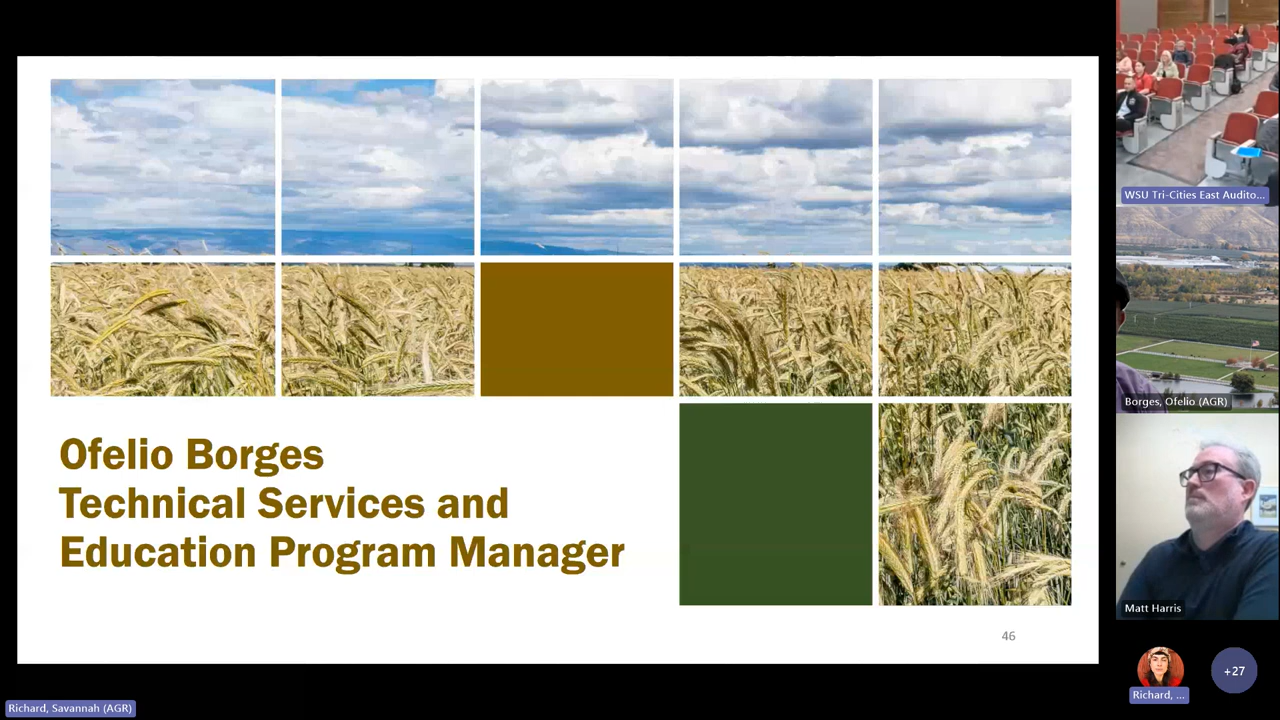 Ofelio Borges
Technical Services and
Education Program Manager
46
WSU Tri-Cities East Audito...
Borges, Ofelio (AGR)
Matt Harris
Richard, ...
+27
Richard, Savannah (AGR)